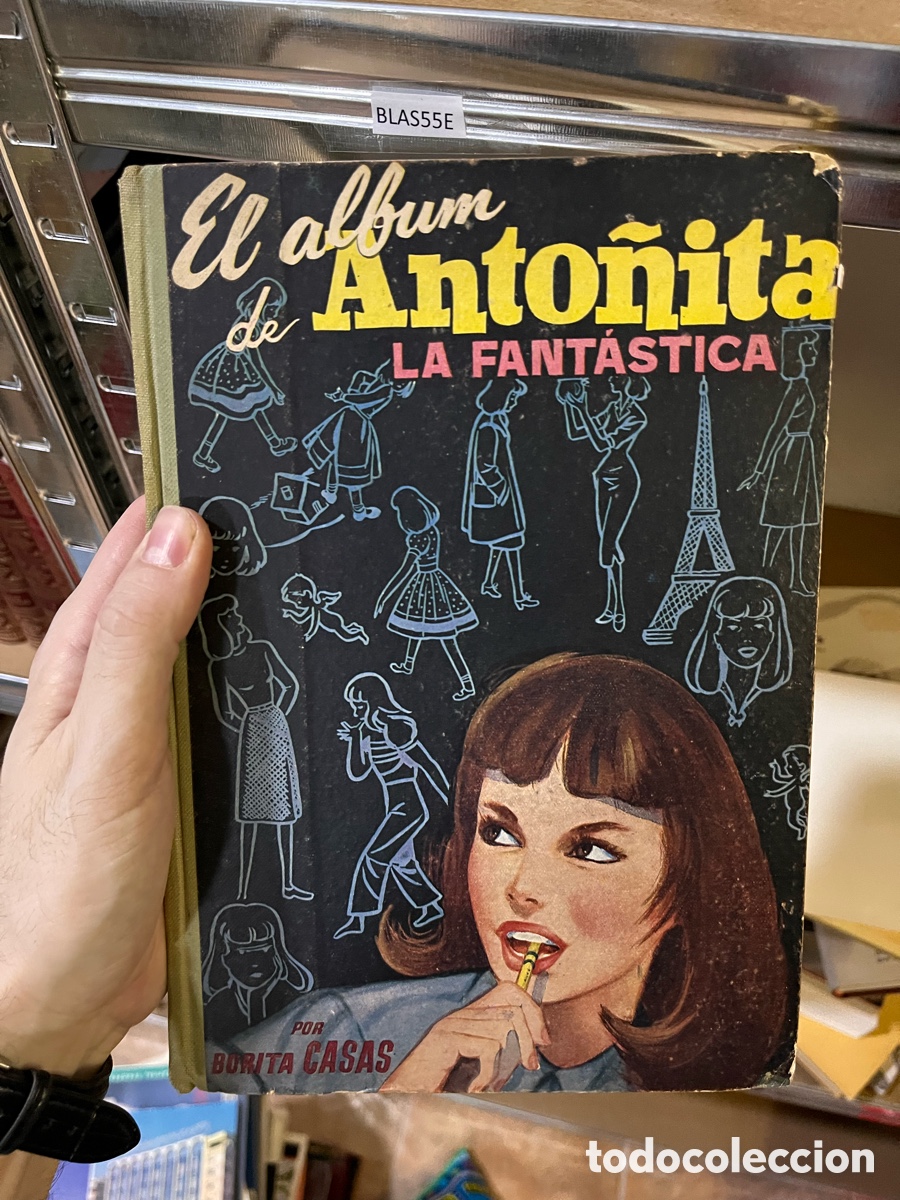 BLAS55E
El album
de Antoñita
LA FANTÁSTICA
POR
BORITA CASAS
todocoleccion